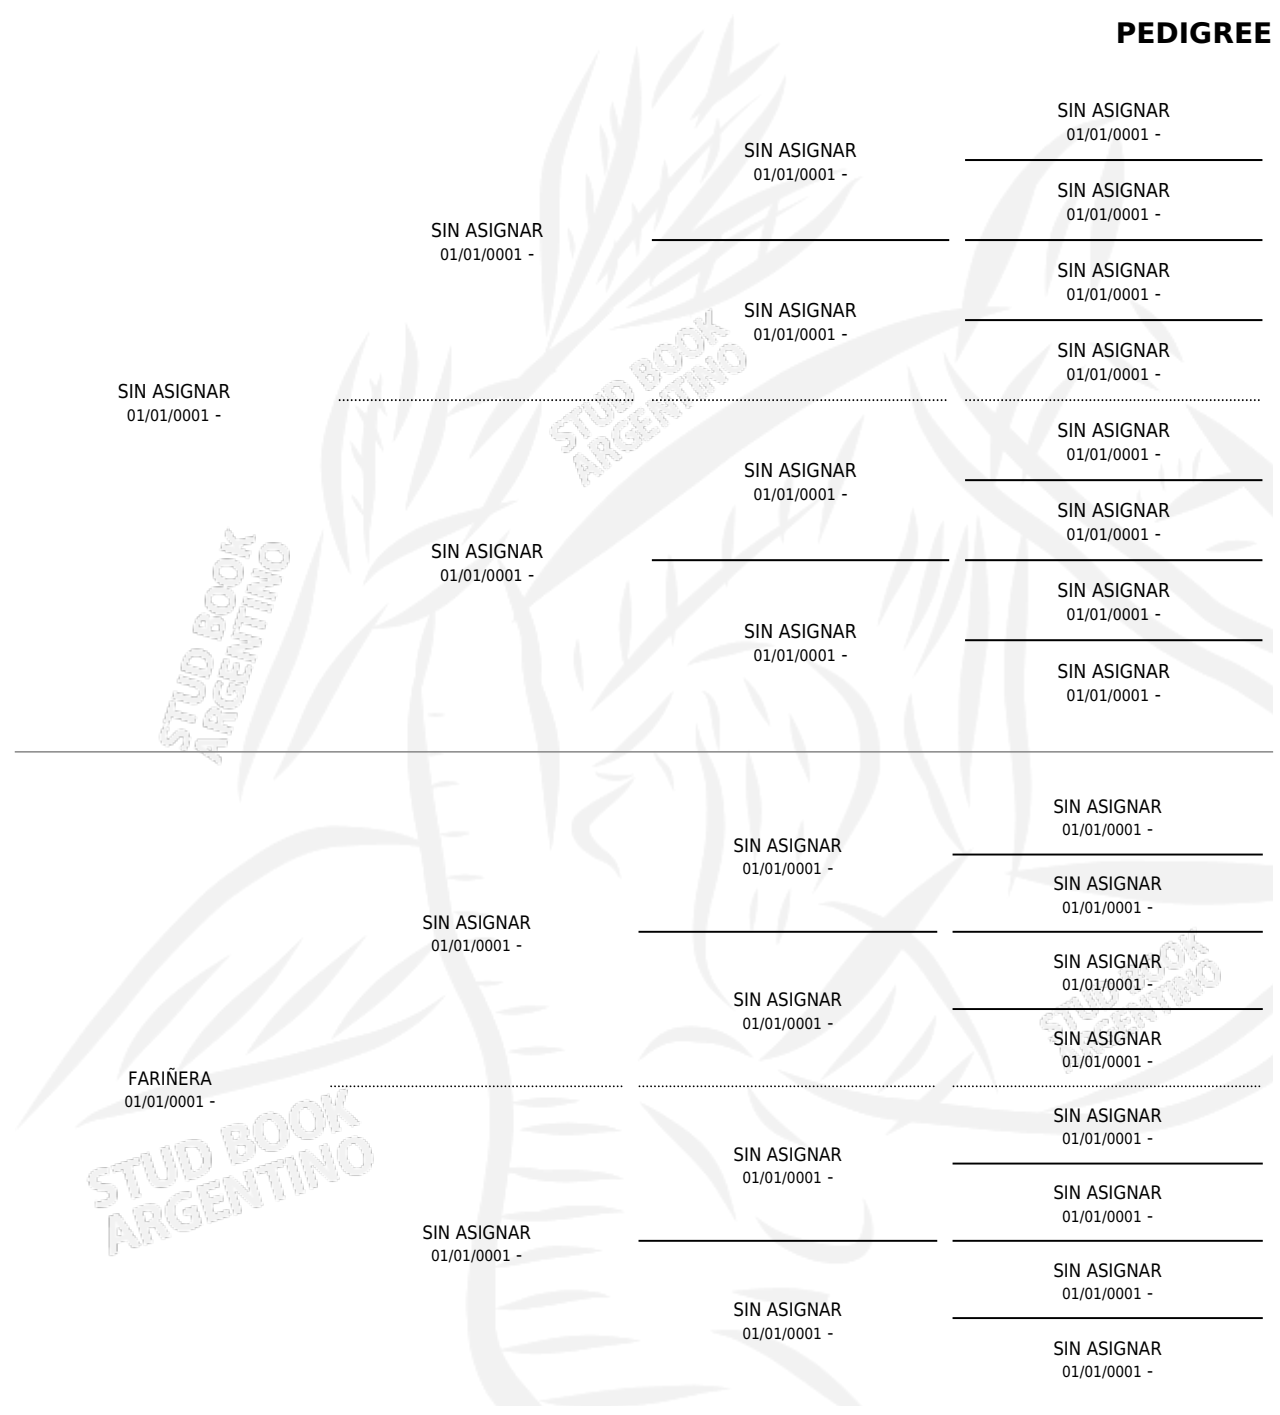 PEDIGREE
SIN ASIGNAR
01/01/0001 -
SIN ASIGNAR
01/01/0001 -
SIN ASIGNAR
01/01/0001 -
SIN ASIGNAR
01/01/0001 -
SIN ASIGNAR
01/01/0001 -
SIN ASIGNAR
01/01/0001 -
SIN ASIGNAR
01/01/0001 -
SIN ASIGNAR
01/01/0001 -
STUD BOOK
ARGENTINO
SIN ASIGNAR
01/01/0001 -
SIN ASIGNAR
01/01/0001 -
SIN ASIGNAR
01/01/0001 -
SIN ASIGNAR
01/01/0001 -
SIN ASIGNAR
01/01/0001 -
SIN ASIGNAR
01/01/0001 -
SIN ASIGNAR
01/01/0001 -
STUD BOOK
ARGENTINO
SIN ASIGNAR
01/01/0001 -
SIN ASIGNAR
01/01/0001 -
SIN ASIGNAR
01/01/0001 -
SIN ASIGNAR
01/01/0001 -
SIN ASIGNAR
01/01/0001 -
SIN ASIGNAR
01/01/0001 -
SIN ASIGNAR
01/01/0001 -
STUD BOOK
ARGENTINO
SIN ASIGNAR
01/01/0001 -
FARIÑERA
01/01/0001 -
STUD BOOK
ARGENTINO
SIN ASIGNAR
01/01/0001 -
SIN ASIGNAR
01/01/0001 -
SIN ASIGNAR
01/01/0001 -
SIN ASIGNAR
01/01/0001 -
SIN ASIGNAR
01/01/0001 -
SIN ASIGNAR
01/01/0001 -
SIN ASIGNAR
01/01/0001 -